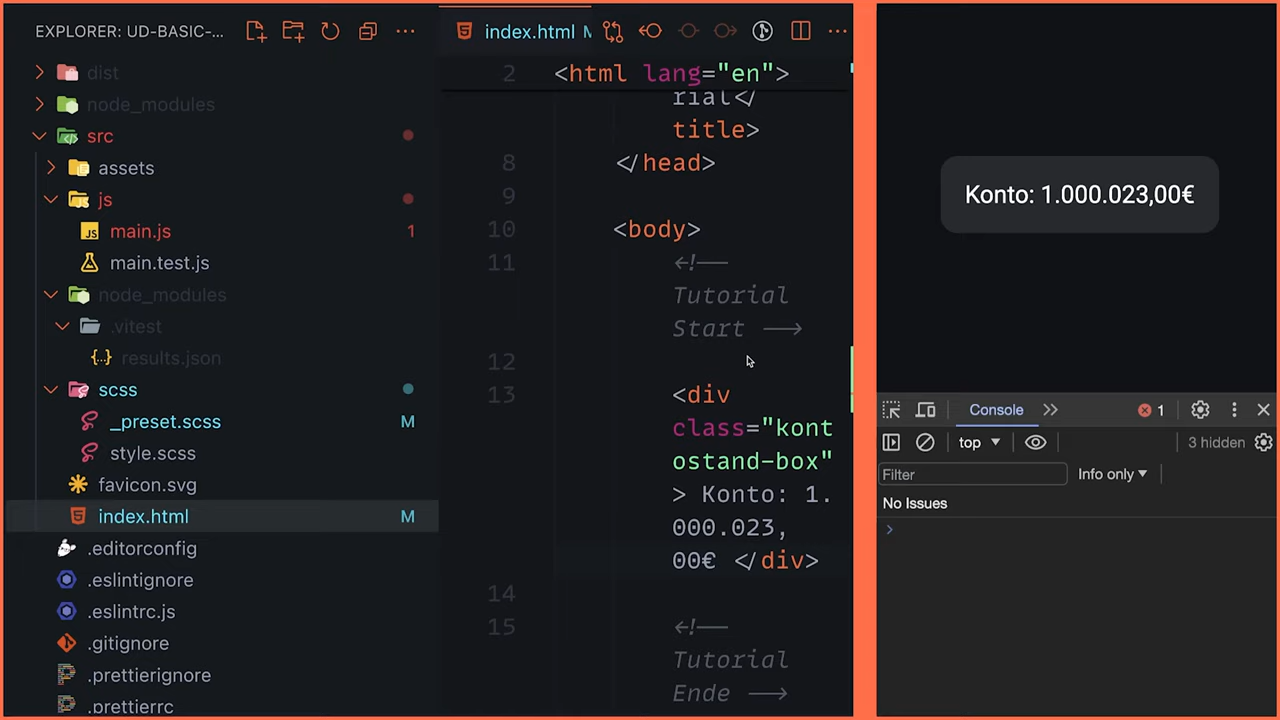 EXPLORER: UD-BASIC-...
dist
node_modules
src
assets
js
main.js 1
main.test.js
node_modules
.vitest
results.json
scss
_preset.scss M
style.scss
favicon.svg
index.html M
.editorconfig
.eslintignore
.eslintrc.js
.gitignore
.prettierignore
.prettierrc
index.html M
2 <html lang="en">
rial</
title>
8 </head>
9
10 <body>
11 <!--
Tutorial
Start -->
12
13 <div
class="kont
ostand-box"
> Konto: 1.
000.023,
00€ </div>
14
15 <!--
Tutorial
Ende -->
Konto: 1.000.023,00€
Console 1
top 3 hidden
Filter Info only
No Issues